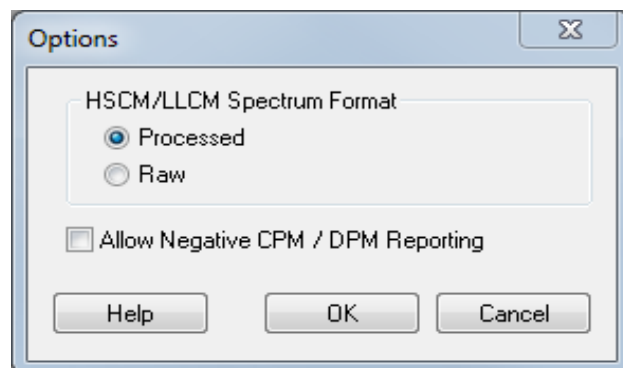 Options
HSCM/LLCM Spectrum Format
Processed
Raw
Allow Negative CPM / DPM Reporting
Help OK Cancel